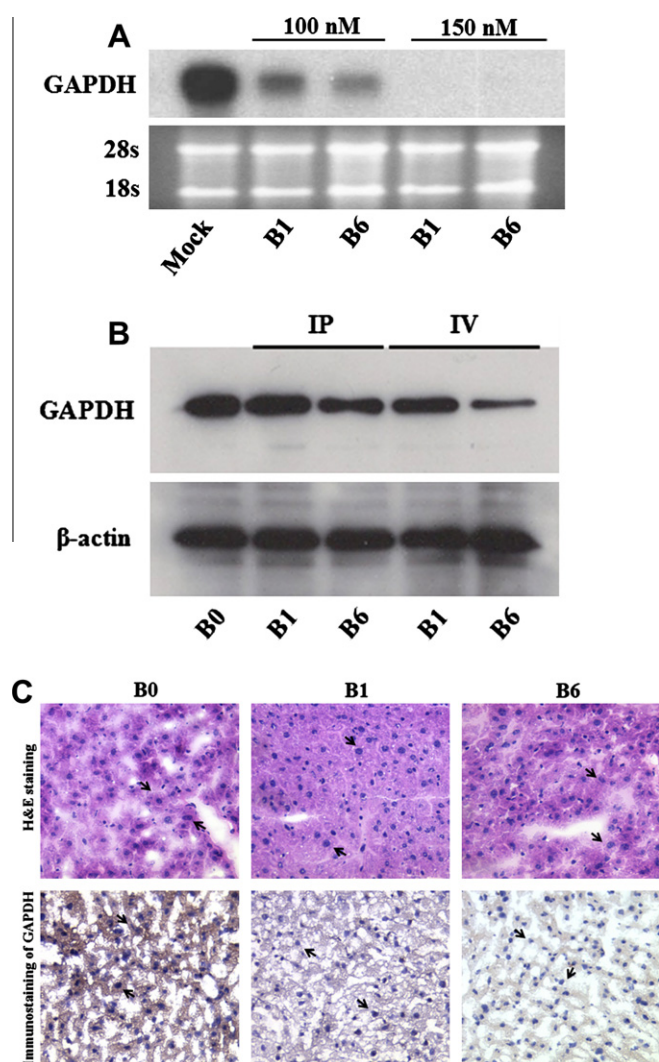 A
100 nM 150 nM
GAPDH
28s
18s
Mock B1 B6 B1 B6
B
IP IV
GAPDH
β-actin
B0 B1 B6 B1 B6
C
B0 B1 B6
H&E staining
Immunostaining of GAPDH